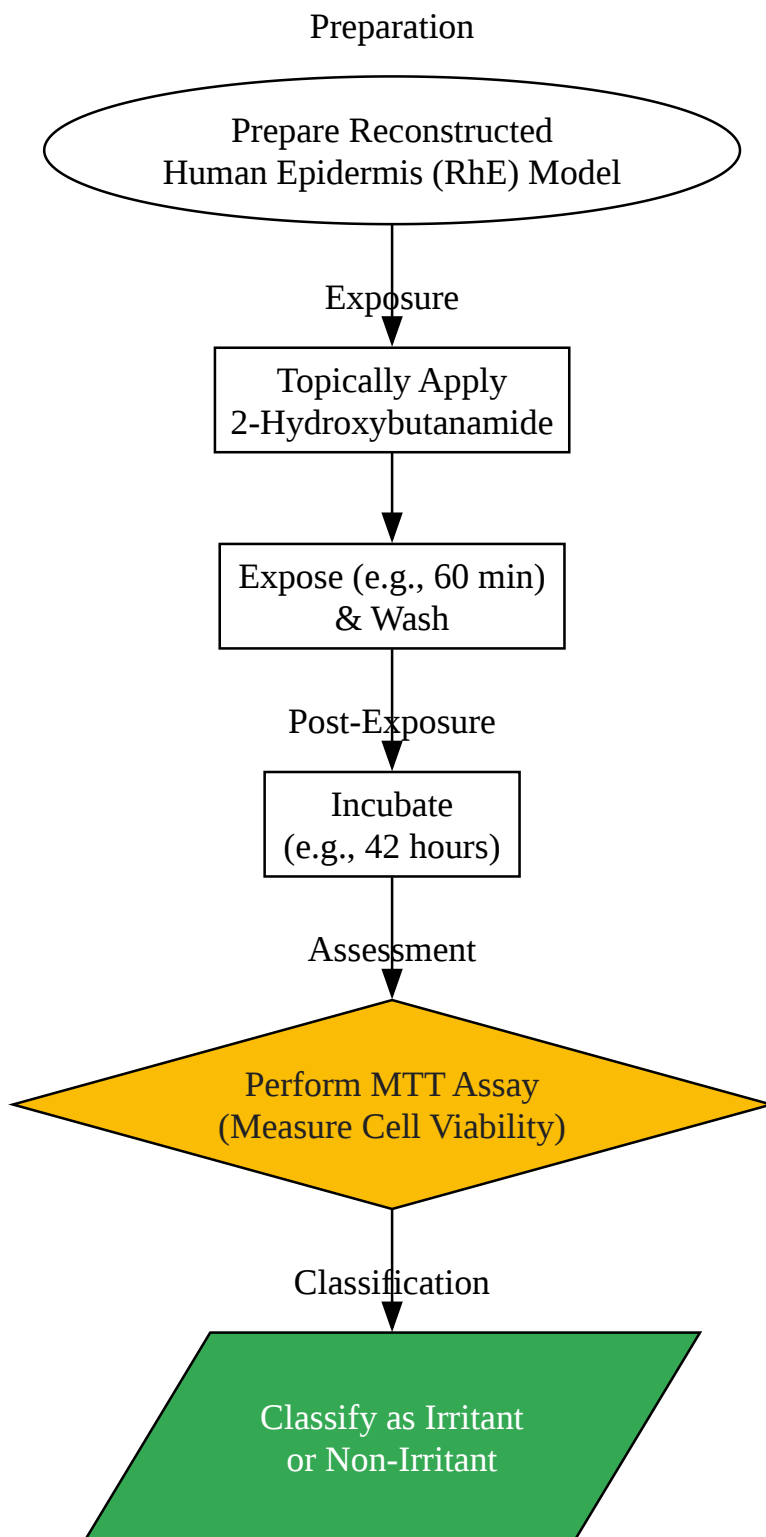 Preparation
Prepare Reconstructed
Human Epidermis (RhE) Model
Exposure
Topically Apply
2-Hydroxybutanamide
Expose (e.g., 60 min)
& Wash
Post-Exposure
Incubate
(e.g., 42 hours)
Assessment
Perform MTT Assay
(Measure Cell Viability)
Classification
Classify as Irritant
or Non-Irritant